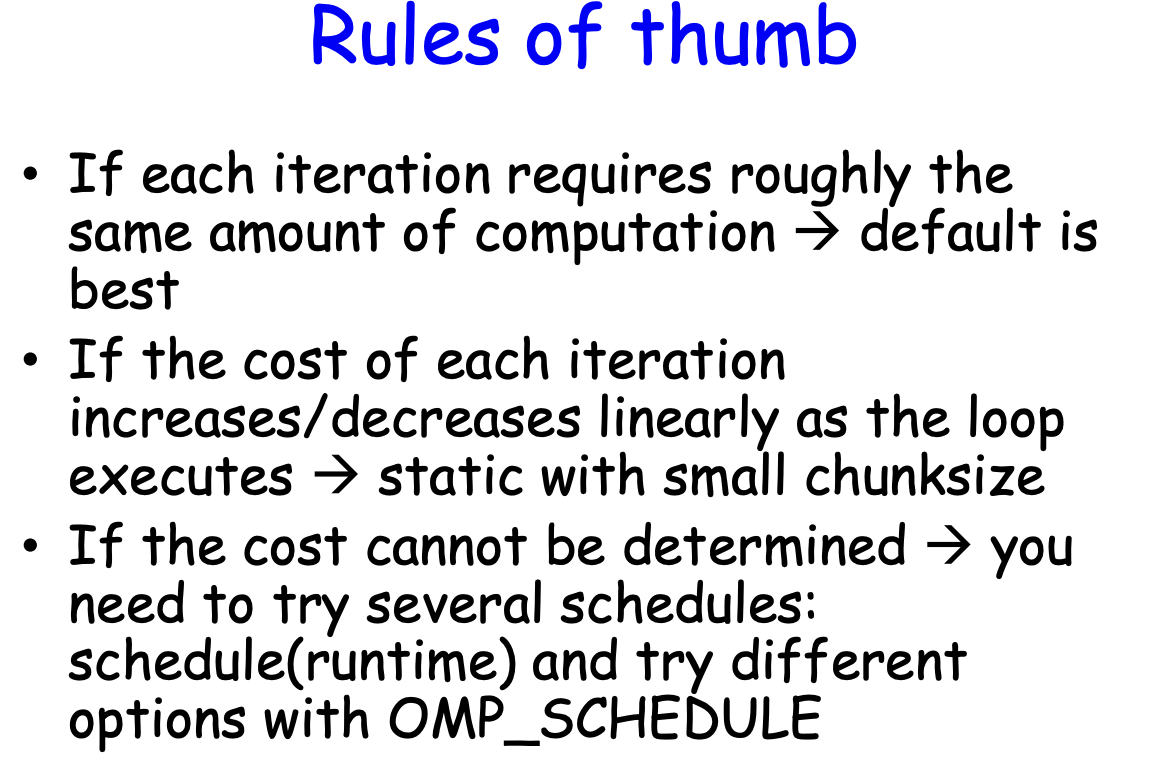 Rules of thumb
• If each iteration requires roughly the
same amount of computation → default is
best
• If the cost of each iteration
increases/decreases linearly as the loop
executes → static with small chunksize
• If the cost cannot be determined → you
need to try several schedules:
schedule(runtime) and try different
options with OMP_SCHEDULE